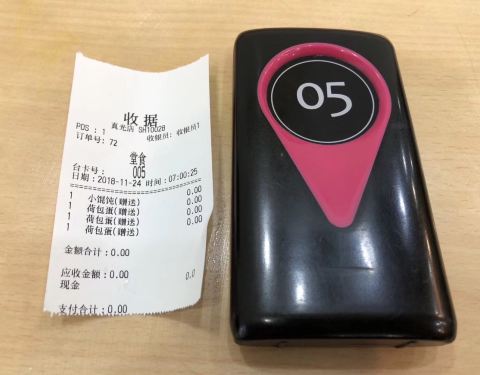 收据
真光店 SH10028
POS : 1 收银员: 收银员1
订单号: 72
堂食
台卡号: 005
日期:2018-11-24 时间:07:00:25
1 小馄饨(赠送) 0.00
1 荷包蛋(赠送) 0.00
1 荷包蛋(赠送) 0.00
1 荷包蛋(赠送)
金额合计:0.00
应收金额:0.00 0.0
现金
支付合计:0.00
05